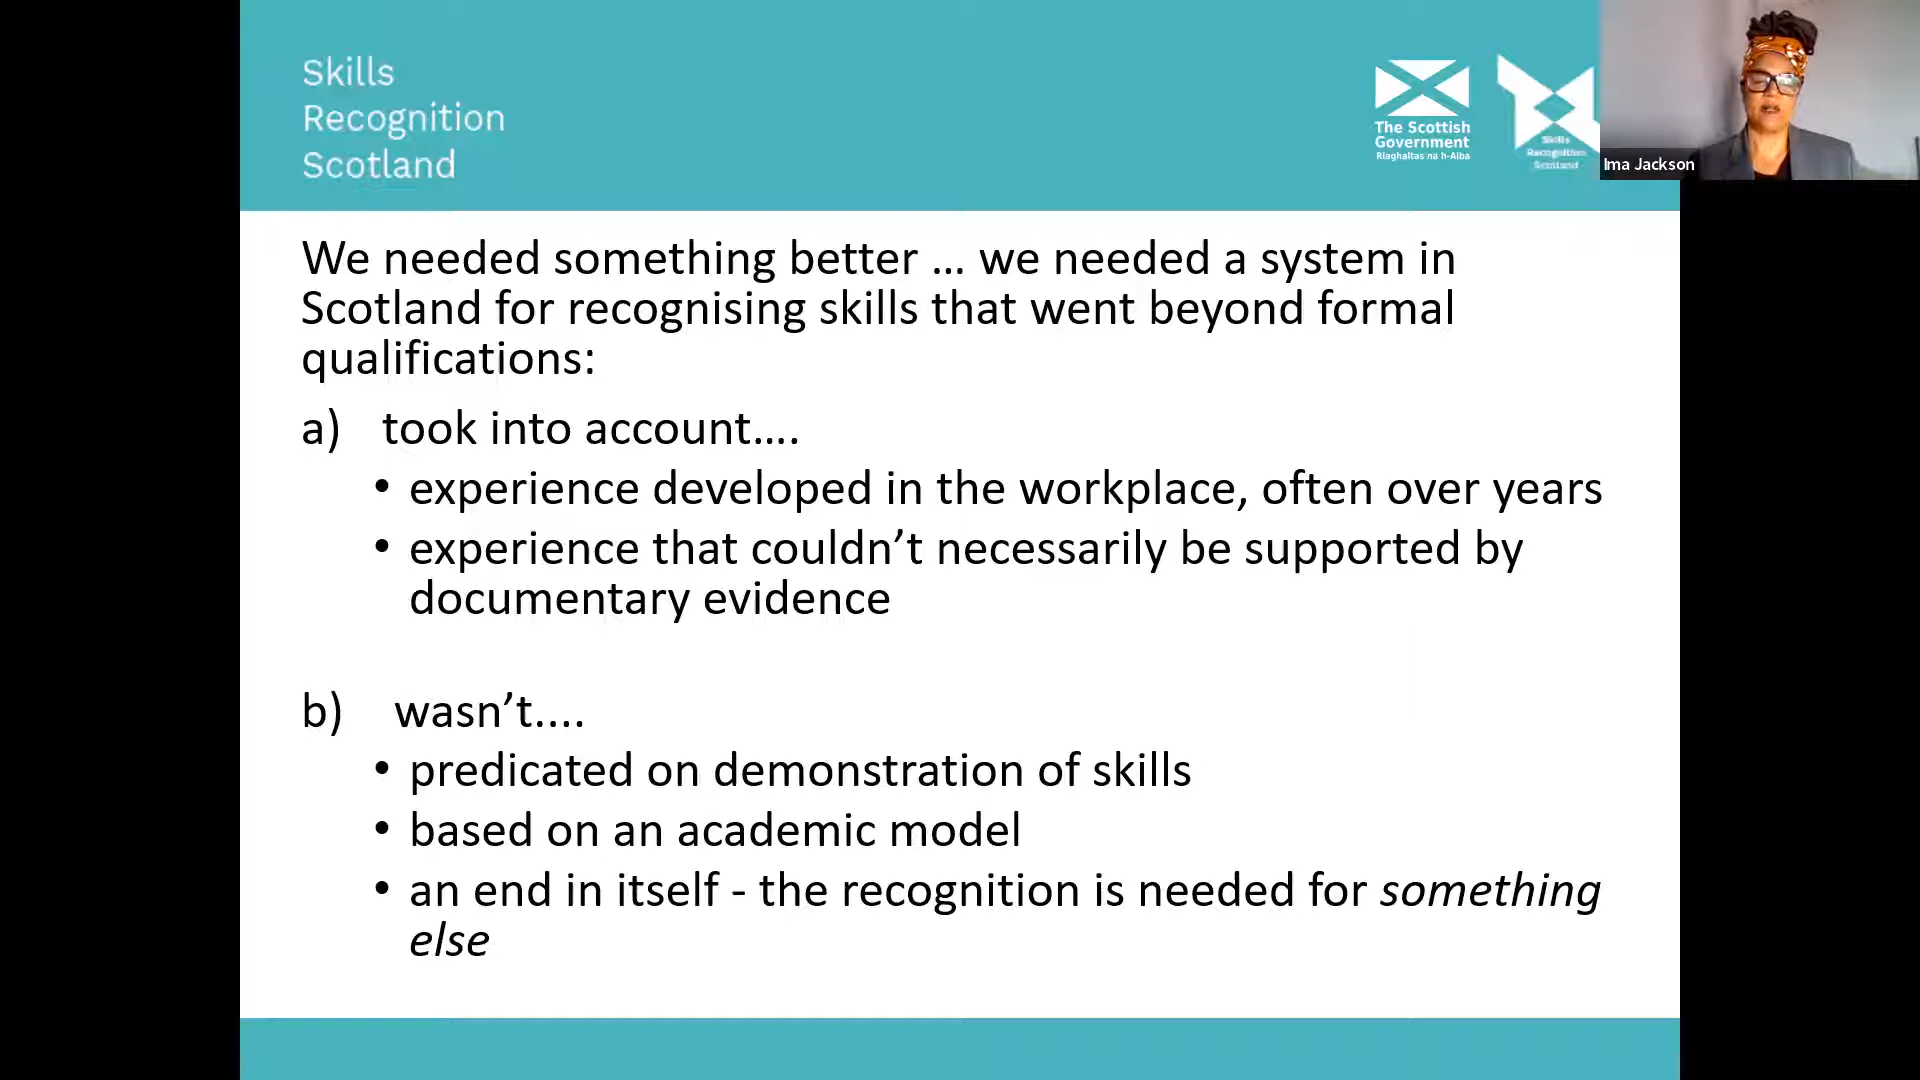 Skills
Recognition
Scotland
The Scottish
Government
Riaghaltas na h-Alba
Skills
Recognition
Scotland
Ima Jackson
We needed something better … we needed a system in
Scotland for recognising skills that went beyond formal
qualifications:
a) took into account….
• experience developed in the workplace, often over years
• experience that couldn’t necessarily be supported by
documentary evidence
b) wasn’t....
• predicated on demonstration of skills
• based on an academic model
• an end in itself - the recognition is needed for something
else